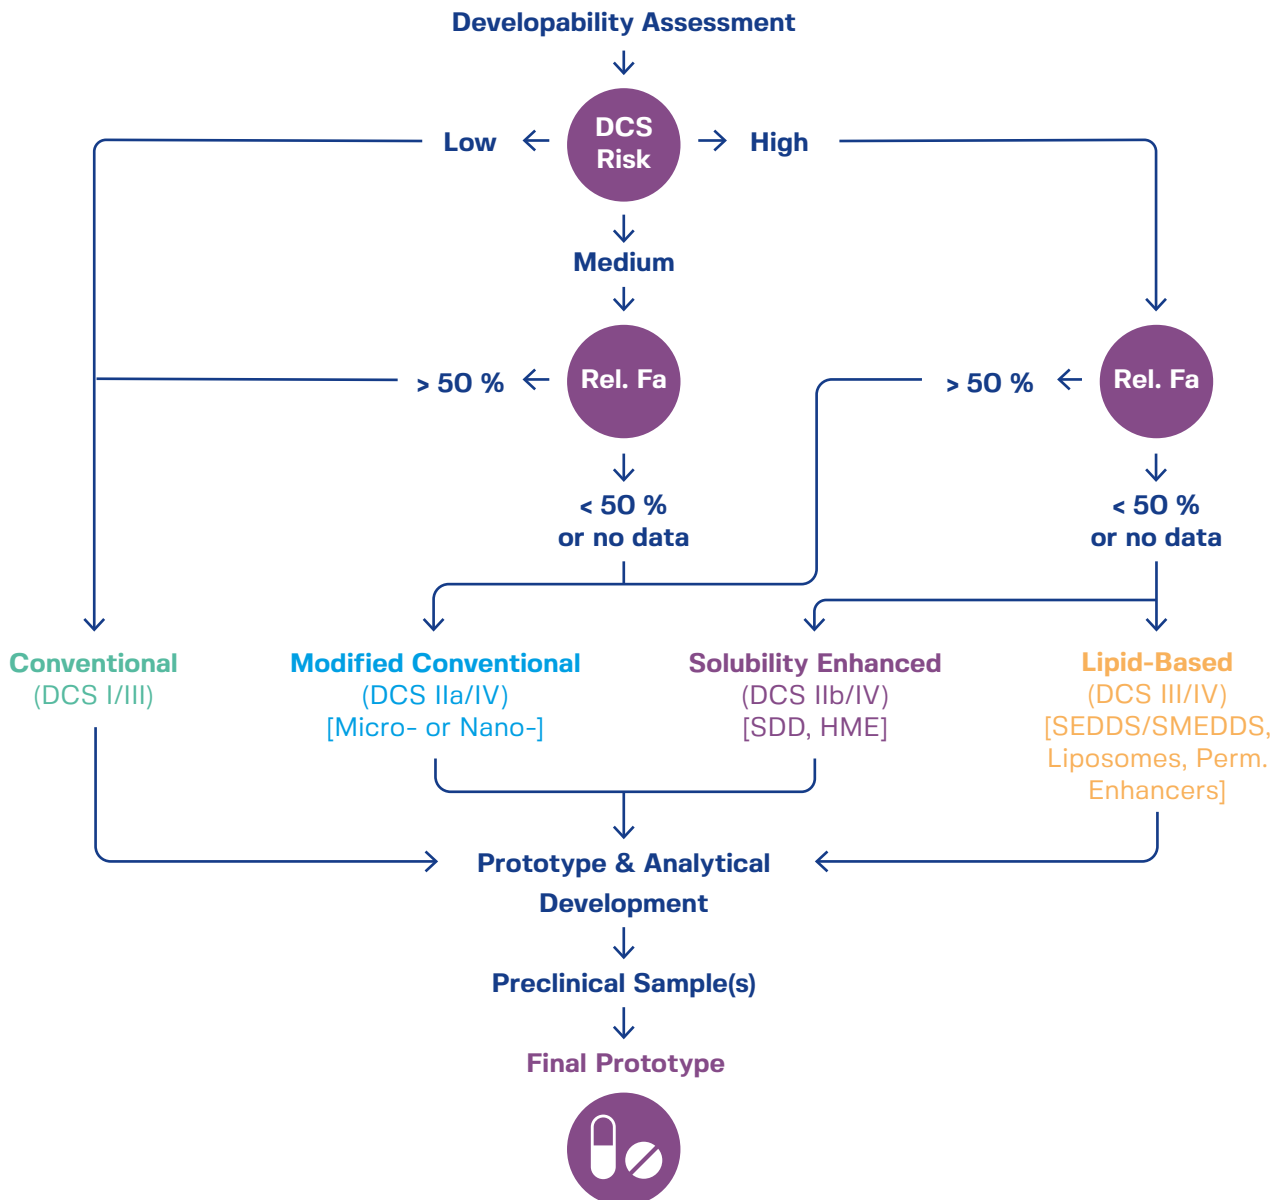 Developability Assessment
DCS
Risk
Low
High
Medium
> 50 %
Rel. Fa
> 50 %
Rel. Fa
< 50 %
or no data
< 50 %
or no data
Conventional
(DCS I/III)
Modified Conventional
(DCS IIa/IV)
[Micro- or Nano-]
Solubility Enhanced
(DCS IIb/IV)
[SDD, HME]
Lipid-Based
(DCS III/IV)
[SEDDS/SMEDDS,
Liposomes, Perm.
Enhancers]
Prototype & Analytical
Development
Preclinical Sample(s)
Final Prototype